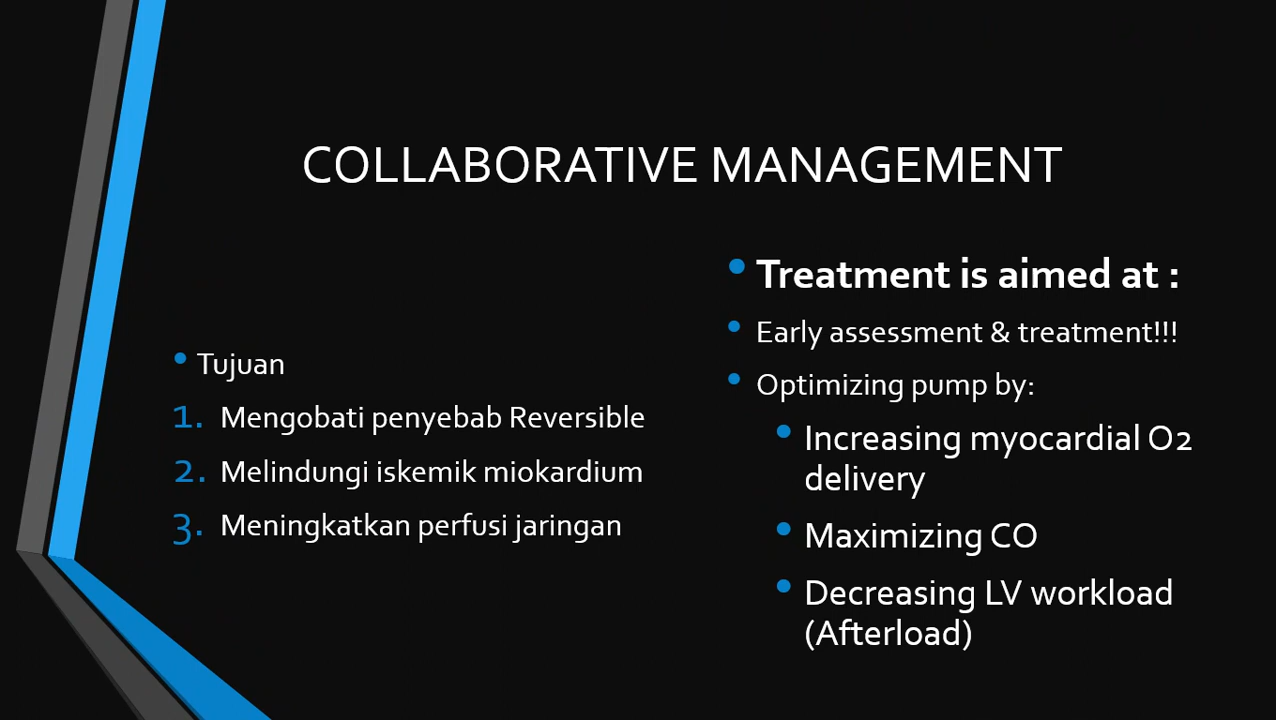 COLLABORATIVE MANAGEMENT
• Tujuan
1. Mengobati penyebab Reversible
2. Melindungi iskemik miokardium
3. Meningkatkan perfusi jaringan
• Treatment is aimed at :
• Early assessment & treatment!!!
• Optimizing pump by:
• Increasing myocardial O2
delivery
• Maximizing CO
• Decreasing LV workload
(Afterload)